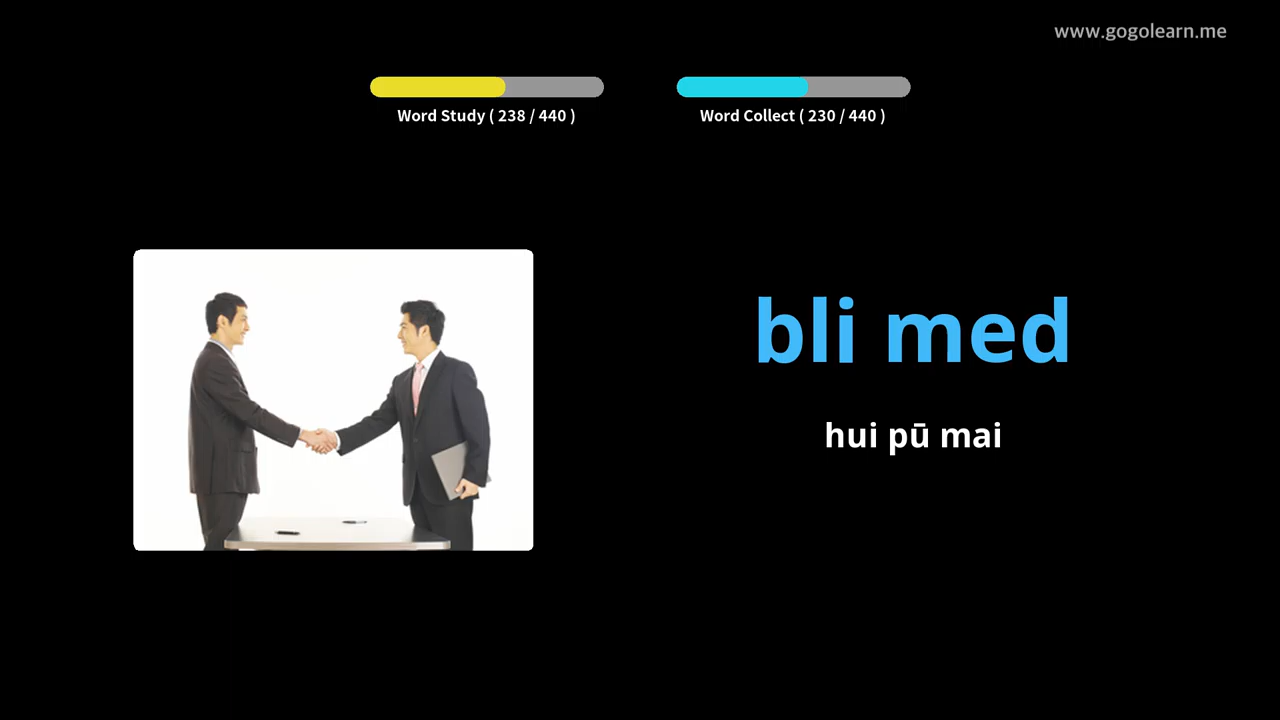 www.gogolearn.me
Word Study ( 238 / 440 )
Word Collect ( 230 / 440 )
bli med
hui pū mai